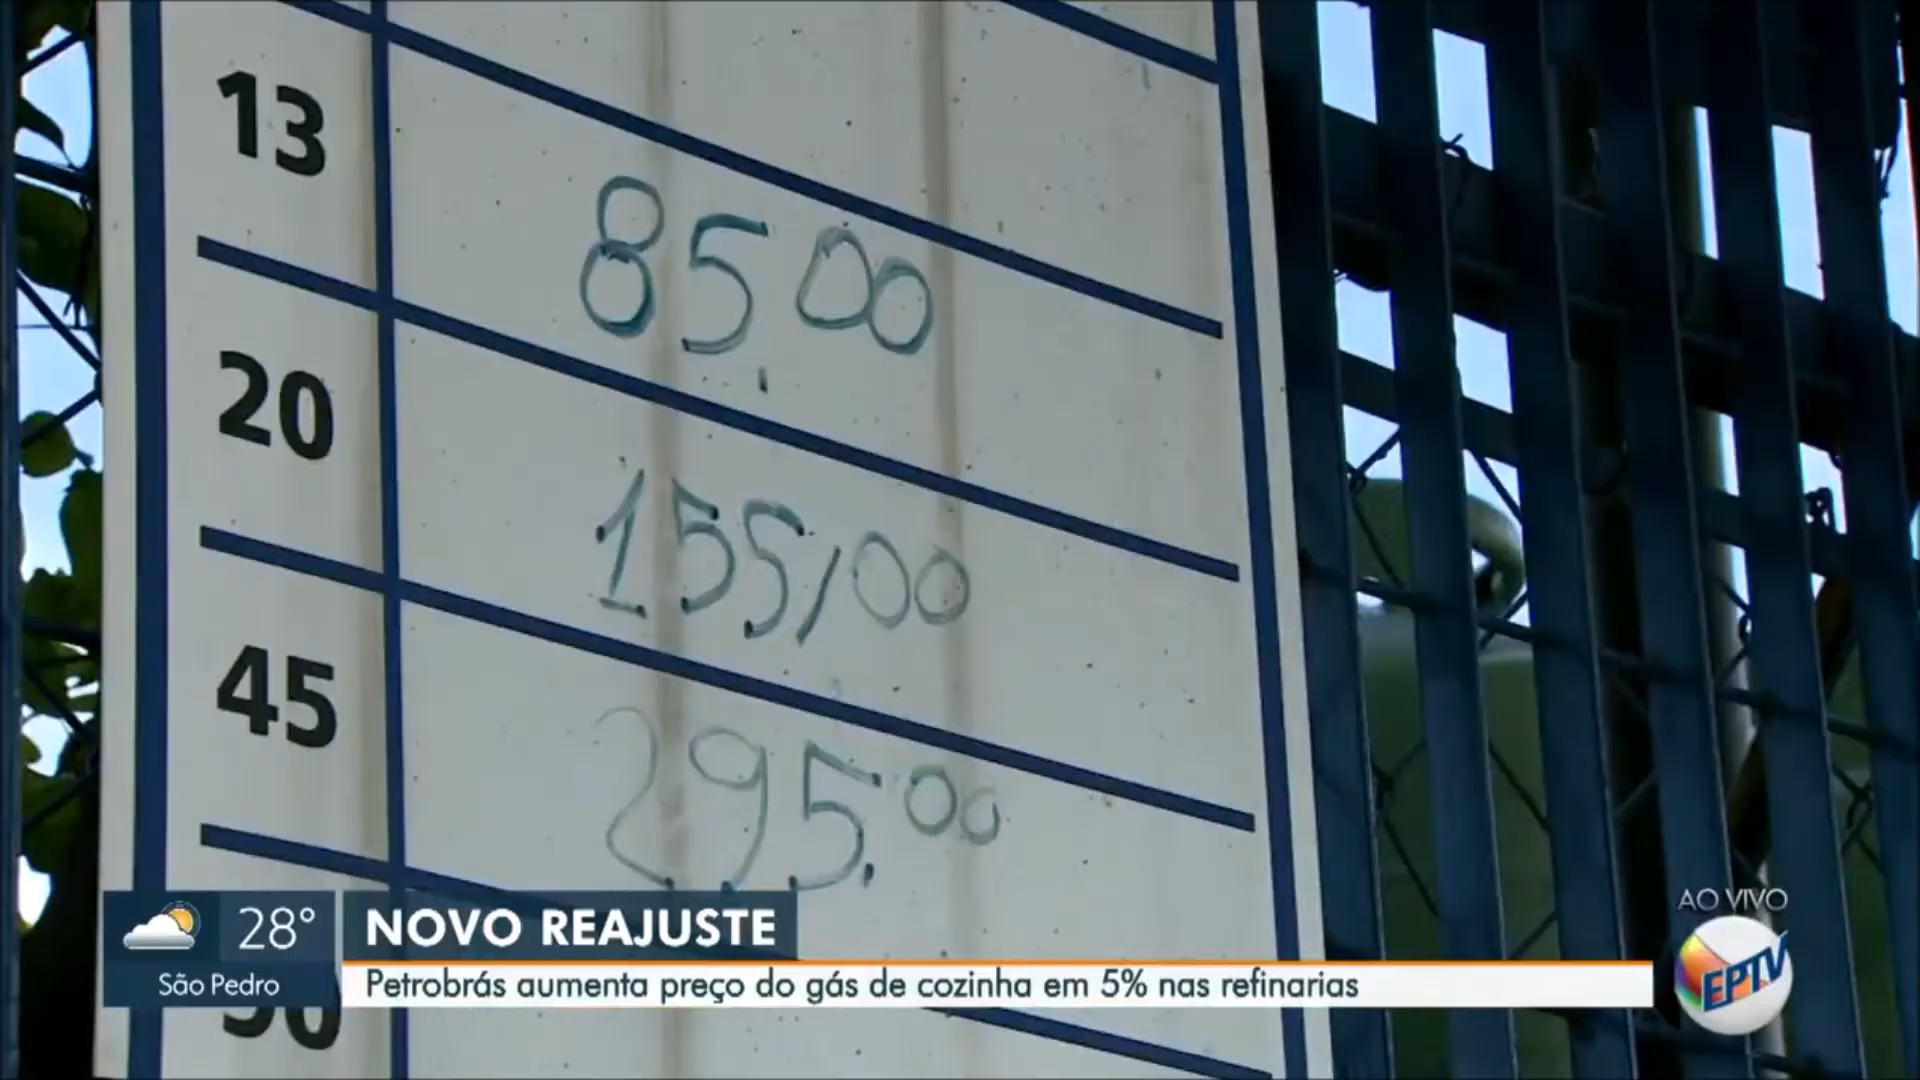 13
85,00
20
155,00
45
295,00
90
28°
São Pedro
NOVO REAJUSTE
Petrobrás aumenta preço do gás de cozinha em 5% nas refinarias
AO VIVO
EPTV